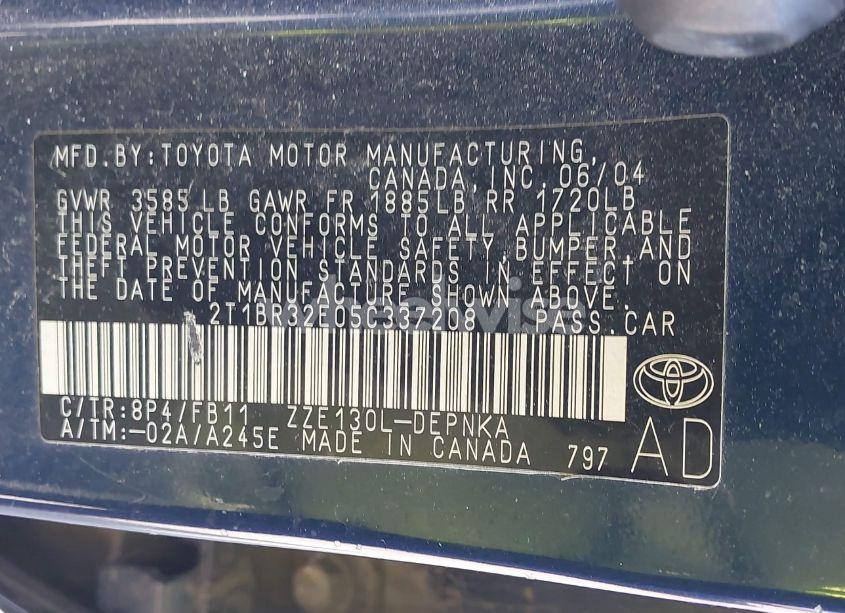 MFD. BY: TOYOTA MOTOR MANUFACTURING,
CANADA, INC. 06/04
GVWR 3585 LB GAWR FR 1885LB RR 1720LB
THIS VEHICLE CONFORMS TO ALL APPLICABLE
FEDERAL MOTOR VEHICLE SAFETY, BUMPER, AND
THEFT PREVENTION STANDARDS IN EFFECT ON
THE DATE OF MANUFACTURE SHOWN ABOVE.
2T1BR32E05C337208 PASS. CAR
C/TR: 8P4/FB11 ZZE130L-DEPNKA
A/TM: -02A/A245E MADE IN CANADA 797 AD